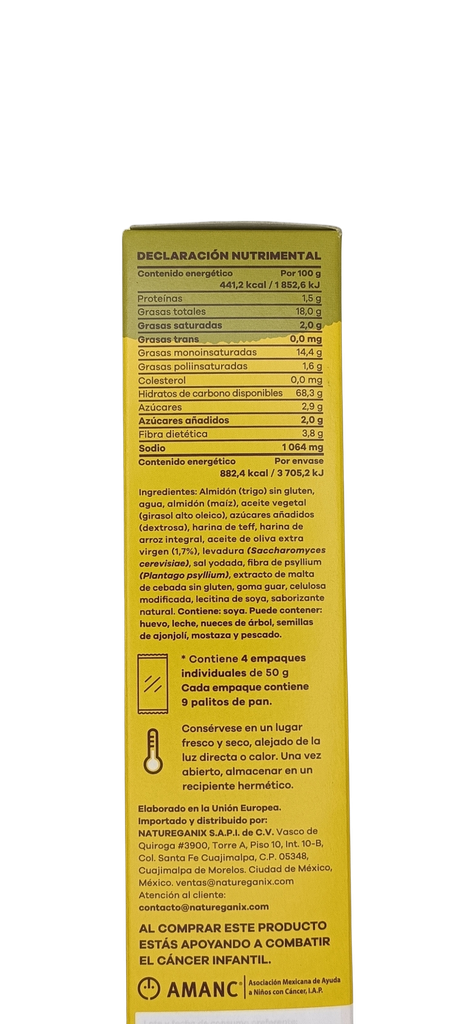 DECLARACIÓN NUTRIMENTAL
Contenido energético Por 100 g
441,2 kcal / 1 852,6 kJ
Proteínas 1,5 g
Grasas totales 18,0 g
Grasas saturadas 2,0 g
Grasas trans 0,0 mg
Grasas monoinsaturadas 14,4 g
Grasas poliinsaturadas 1,6 g
Colesterol 0,0 mg
Hidratos de carbono disponibles 68,3 g
Azúcares 2,9 g
Azúcares añadidos 2,0 g
Fibra dietética 3,8 g
Sodio 1 064 mg
Contenido energético Por envase
882,4 kcal / 3 705,2 kJ
Ingredientes: Almidón (trigo) sin gluten,
agua, almidón (maíz), aceite vegetal
(girasol alto oleico), azúcares añadidos
(dextrosa), harina de teff, harina de
arroz integral, aceite de oliva extra
virgen (1,7%), levadura (Saccharomyces
cerevisiae), sal yodada, fibra de psyllium
(Plantago psyllium), extracto de malta
de cebada sin gluten, goma guar, celulosa
modificada, lecitina de soya, saborizante
natural. Contiene: soya. Puede contener:
huevo, leche, nueces de árbol, semillas
de ajonjolí, mostaza y pescado.
* Contiene 4 empaques
individuales de 50 g
Cada empaque contiene
9 palitos de pan.
Consérvese en un lugar
fresco y seco, alejado de la
luz directa o calor. Una vez
abierto, almacenar en un
recipiente hermético.
Elaborado en la Unión Europea.
Importado y distribuido por:
NATUREGANIX S.A.P.I. de C.V. Vasco de
Quiroga #3900, Torre A, Piso 10, Int. 10-B,
Col. Santa Fe Cuajimalpa, C.P. 05348,
Cuajimalpa de Morelos. Ciudad de México,
México. ventas@natureganix.com
Atención al cliente:
contacto@natureganix.com
AL COMPRAR ESTE PRODUCTO
ESTÁS APOYANDO A COMBATIR
EL CÁNCER INFANTIL.
AMANC® Asociación Mexicana de Ayuda
a Niños con Cáncer, I.A.P.